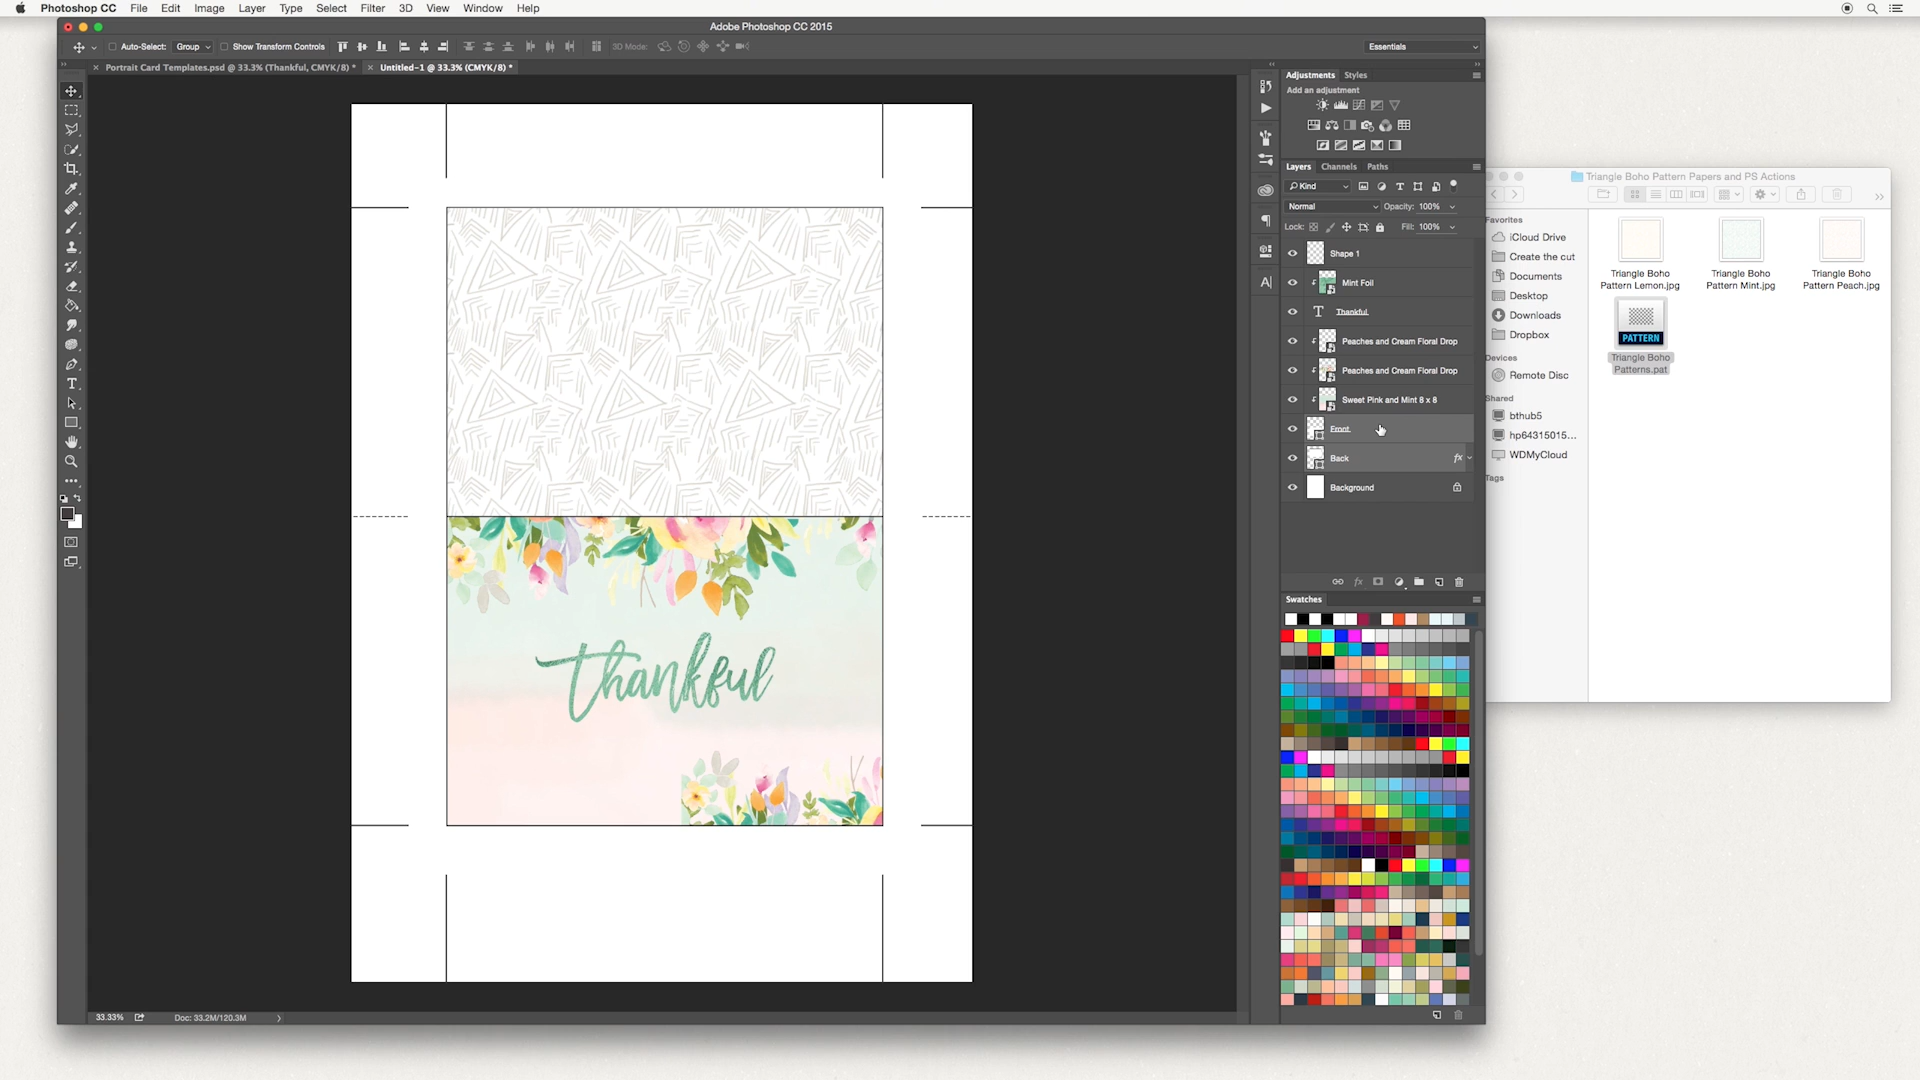 Photoshop CC File Edit Image Layer Type Select Filter 3D View Window Help
Adobe Photoshop CC 2015
Auto-Select: Group Show Transform Controls 3D Mode: Essentials
Portrait Card Templates.psd @ 33.3% (Thankful, CMYK/8) * Untitled-1 @ 33.3% (CMYK/8) *
Adjustments Styles
Add an adjustment
Layers Channels Paths
Kind
Normal Opacity: 100%
Lock: Fill: 100%
Shape 1
Mint Foil
T Thankful
Peaches and Cream Floral Drop
Peaches and Cream Floral Drop
Sweet Pink and Mint 8 x 8
Front
Back fx
Background
Swatches
thankful
33.33% Doc: 33.2M/120.3M
Triangle Boho Pattern Papers and PS Actions
Favorites
iCloud Drive
Create the cut
Documents
Desktop
Downloads
Dropbox
Devices
Remote Disc
Shared
bthub5
hp64315015...
WDMyCloud
Tags
Triangle Boho
Pattern Lemon.jpg
Triangle Boho
Pattern Mint.jpg
Triangle Boho
Pattern Peach.jpg
PATTERN
Triangle Boho
Patterns.pat